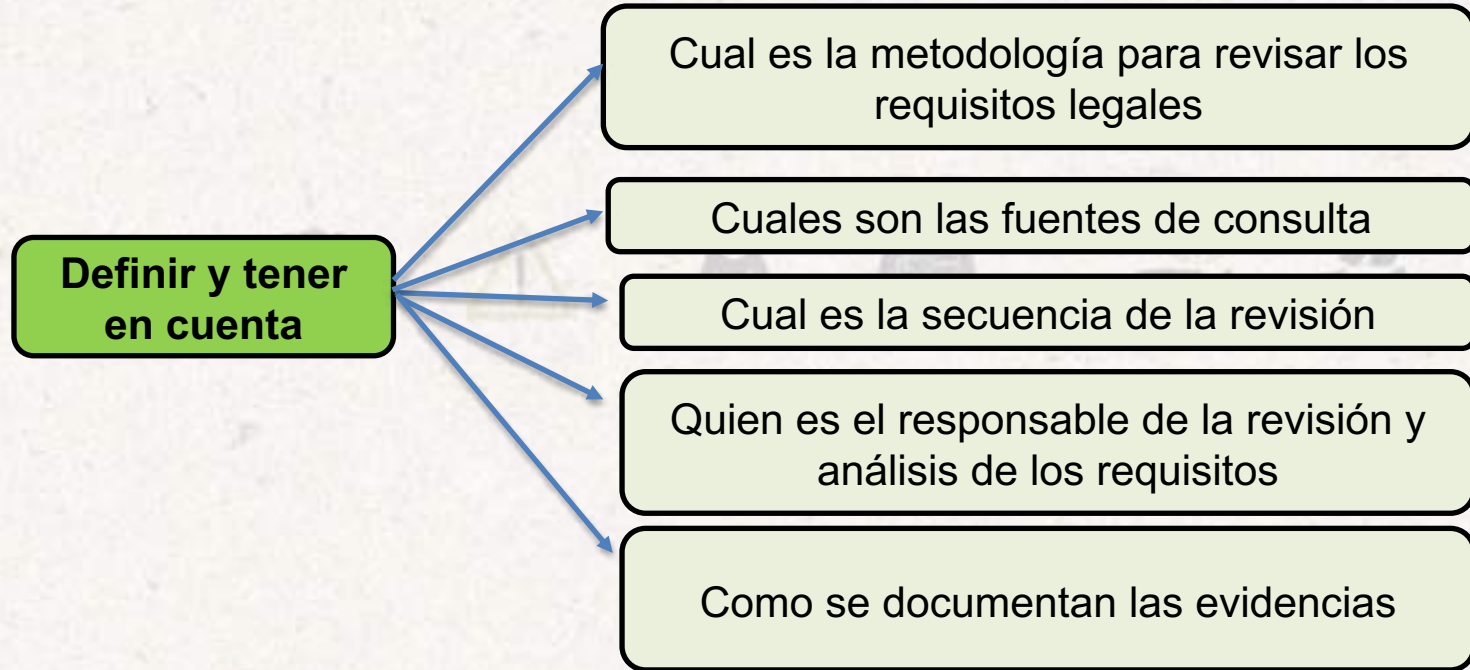 Cual es la metodología para revisar los
requisitos legales
Cuales son las fuentes de consulta
Definir y tener
en cuenta
Cual es la secuencia de la revisión
Quien es el responsable de la revisión y
análisis de los requisitos
Como se documentan las evidencias